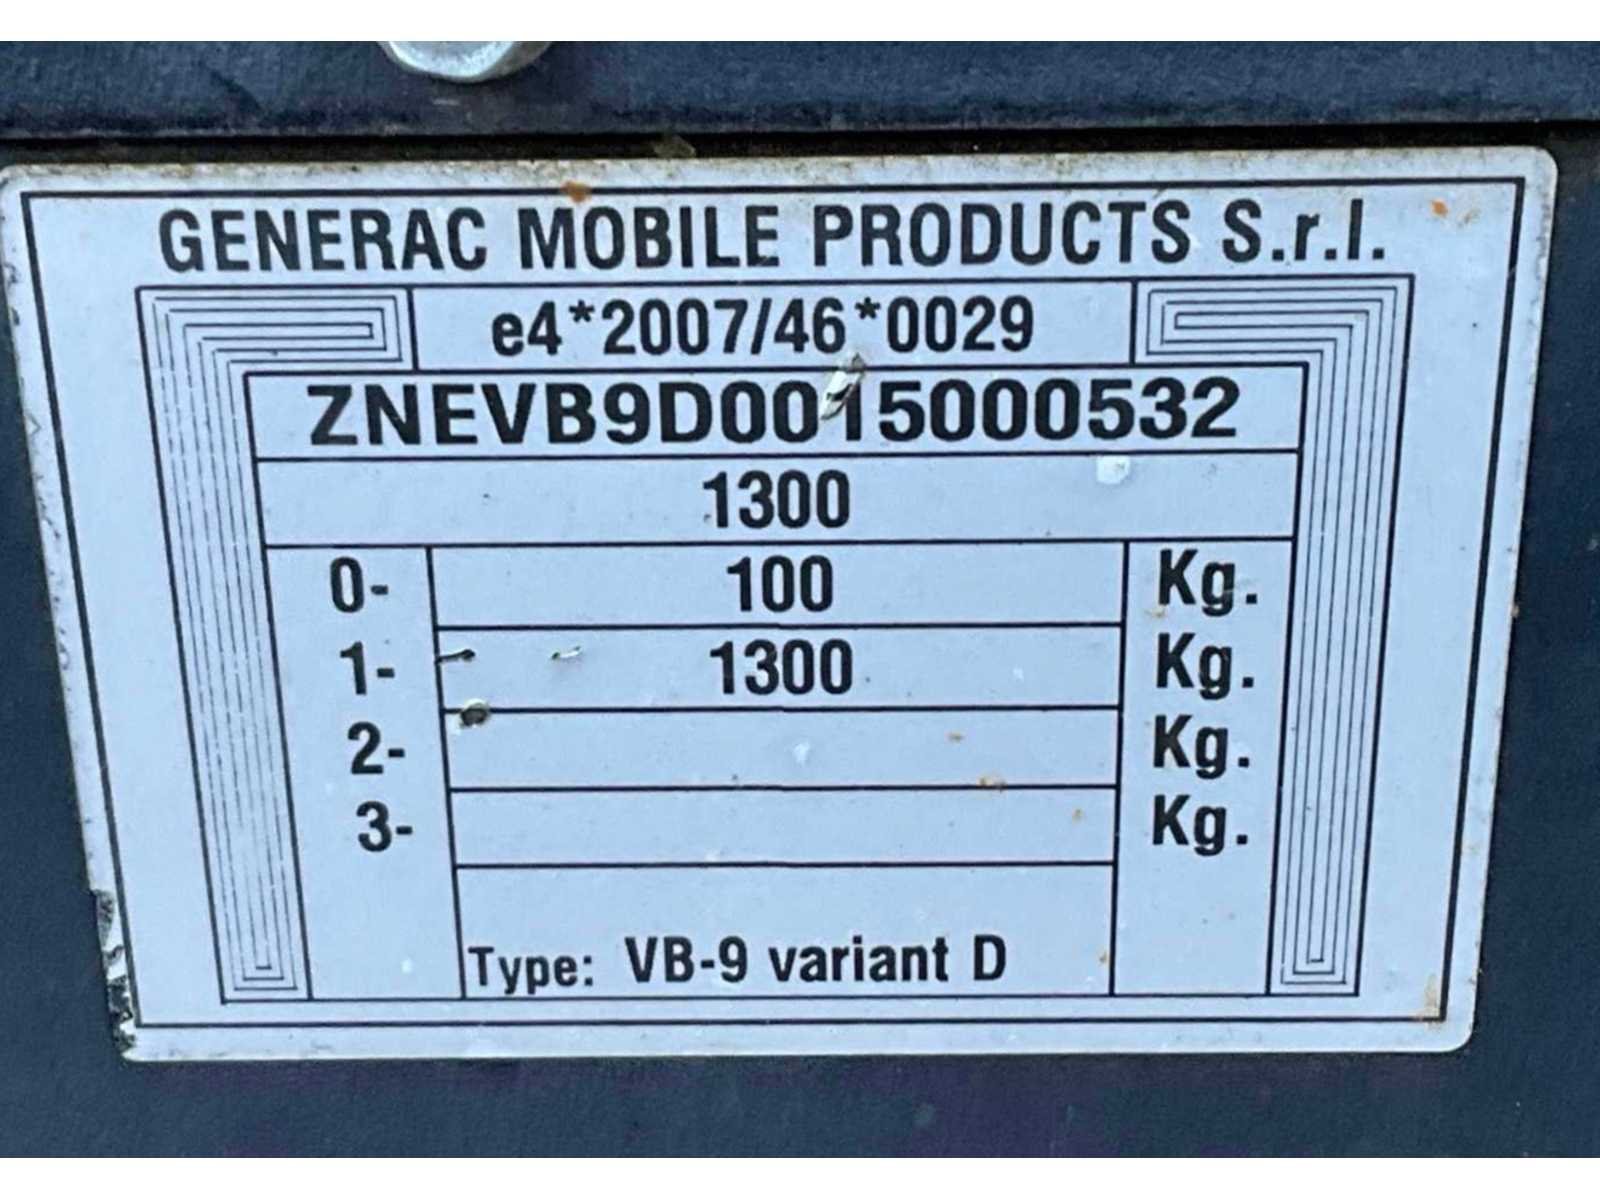 GENERAC MOBILE PRODUCTS S.r.l.
e4*2007/46*0029
ZNEVB9D0015000532
1300
0- 100 Kg.
1- 1300 Kg.
2- Kg.
3- Kg.
Type: VB-9 variant D